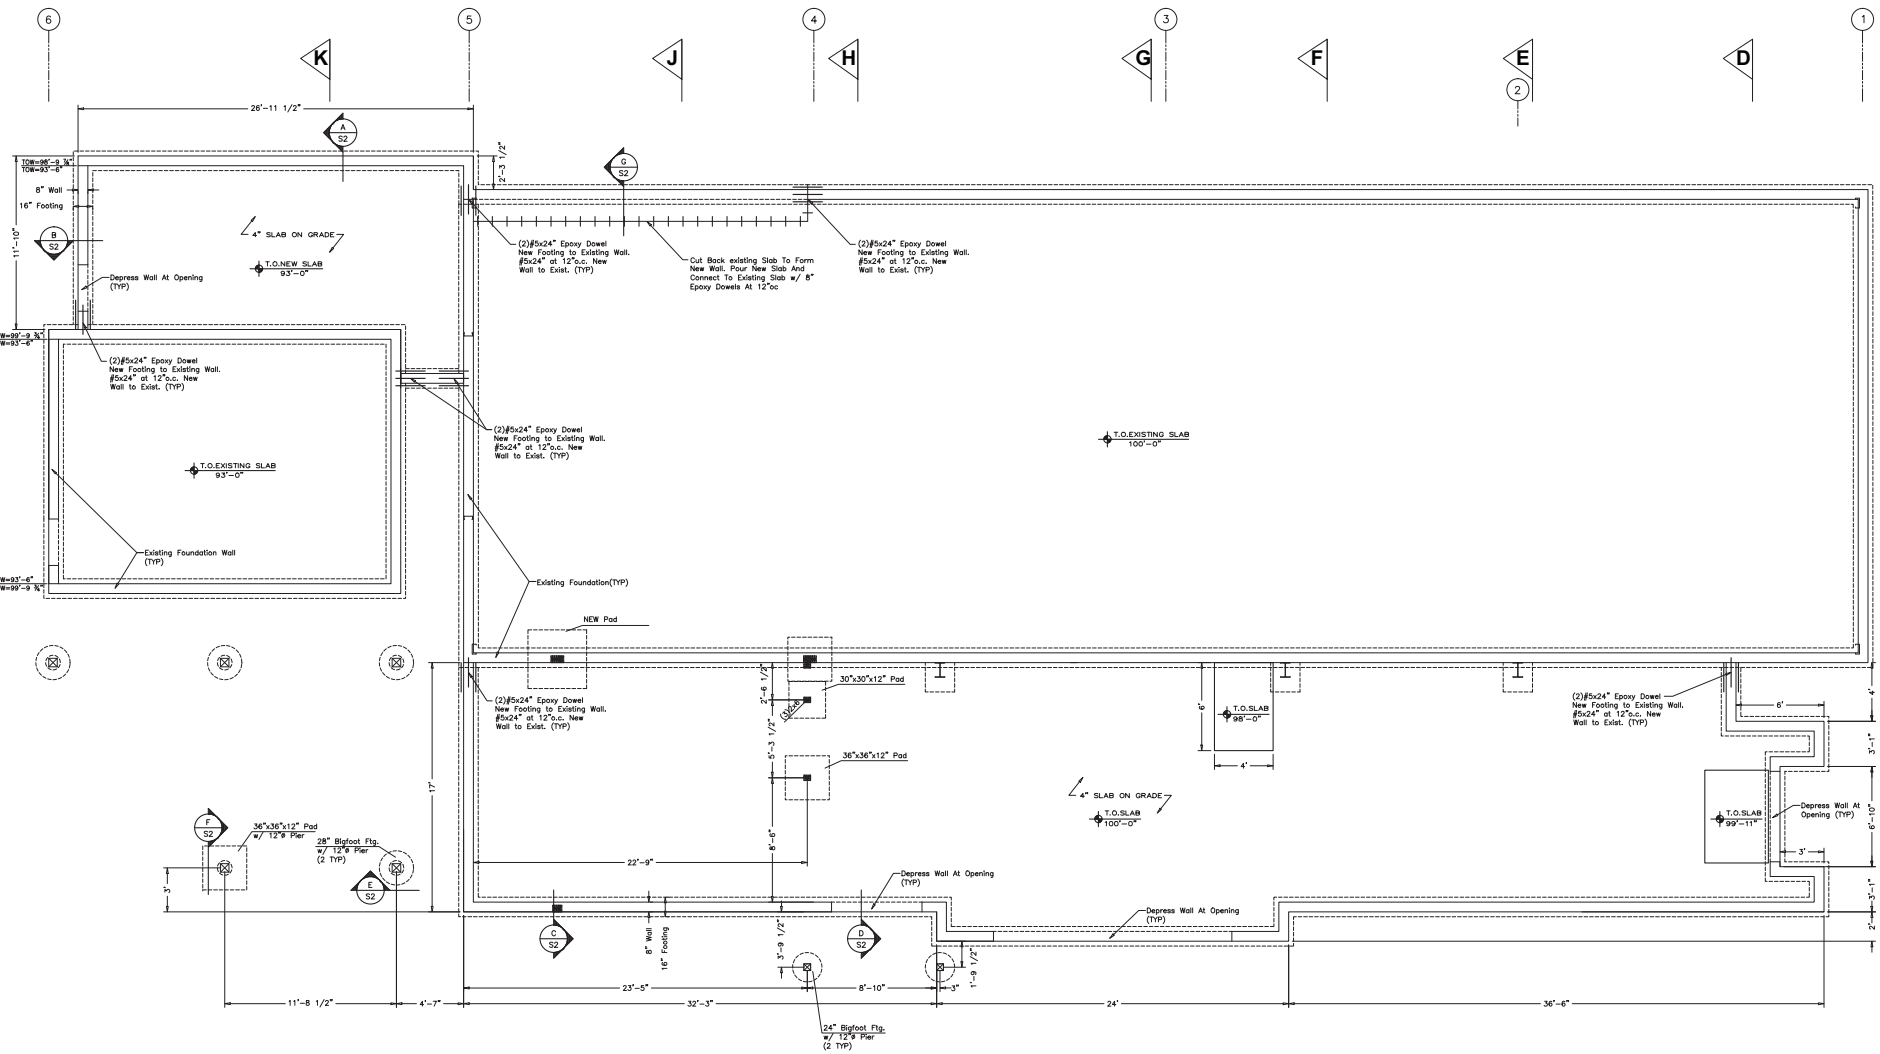 6
5
4
3
1
K
J
H
G
F
E
D
2
26'-11 1/2"
A
S2
2'-3 1/2"
G
S2
TOW=98'-9 ¾"
TOW=93'-6"
8" Wall
16" Footing
B
S2
11'-10"
4" SLAB ON GRADE
T.O.NEW SLAB
93'-0"
Depress Wall At Opening
(TYP)
(2)#5x24" Epoxy Dowel
New Footing to Existing Wall.
#5x24" at 12"o.c. New
Wall to Exist. (TYP)
Cut Back existing Slab To Form
New Wall. Pour New Slab And
Connect To Existing Slab w/ 8"
Epoxy Dowels At 12"oc
(2)#5x24" Epoxy Dowel
New Footing to Existing Wall.
#5x24" at 12"o.c. New
Wall to Exist. (TYP)
W=99'-9 ¾"
W=93'-6"
(2)#5x24" Epoxy Dowel
New Footing to Existing Wall.
#5x24" at 12"o.c. New
Wall to Exist. (TYP)
(2)#5x24" Epoxy Dowel
New Footing to Existing Wall.
#5x24" at 12"o.c. New
Wall to Exist. (TYP)
T.O.EXISTING SLAB
100'-0"
T.O.EXISTING SLAB
93'-0"
Existing Foundation Wall
(TYP)
W=93'-6"
W=99'-9 ¾"
Existing Foundation(TYP)
NEW Pad
2'-6 1/2"
30"x30"x12" Pad
(3)2x6
(2)#5x24" Epoxy Dowel
New Footing to Existing Wall.
#5x24" at 12"o.c. New
Wall to Exist. (TYP)
6'
T.O.SLAB
98'-0"
4'
(2)#5x24" Epoxy Dowel
New Footing to Existing Wall.
#5x24" at 12"o.c. New
Wall to Exist. (TYP)
6'
4'
3'-1"
5'-3 1/2"
36"x36"x12" Pad
17'
4" SLAB ON GRADE
T.O.SLAB
100'-0"
T.O.SLAB
99'-11"
Depress Wall At
Opening (TYP)
6'-10"
3'
3'-1"
2'
F
S2
36"x36"x12" Pad
w/ 12"ø Pier
28" Bigfoot Ftg.
w/ 12"ø Pier
(2 TYP)
3'
E
S2
8'-6"
22'-9"
Depress Wall At Opening
(TYP)
Depress Wall At Opening
(TYP)
C
S2
8" Wall
16" Footing
3'-9 1/2"
D
S2
1'-9 1/2"
23'-5"
8'-10"
3"
11'-8 1/2"
4'-7"
32'-3"
24'
36'-6"
24" Bigfoot Ftg.
w/ 12"ø Pier
(2 TYP)